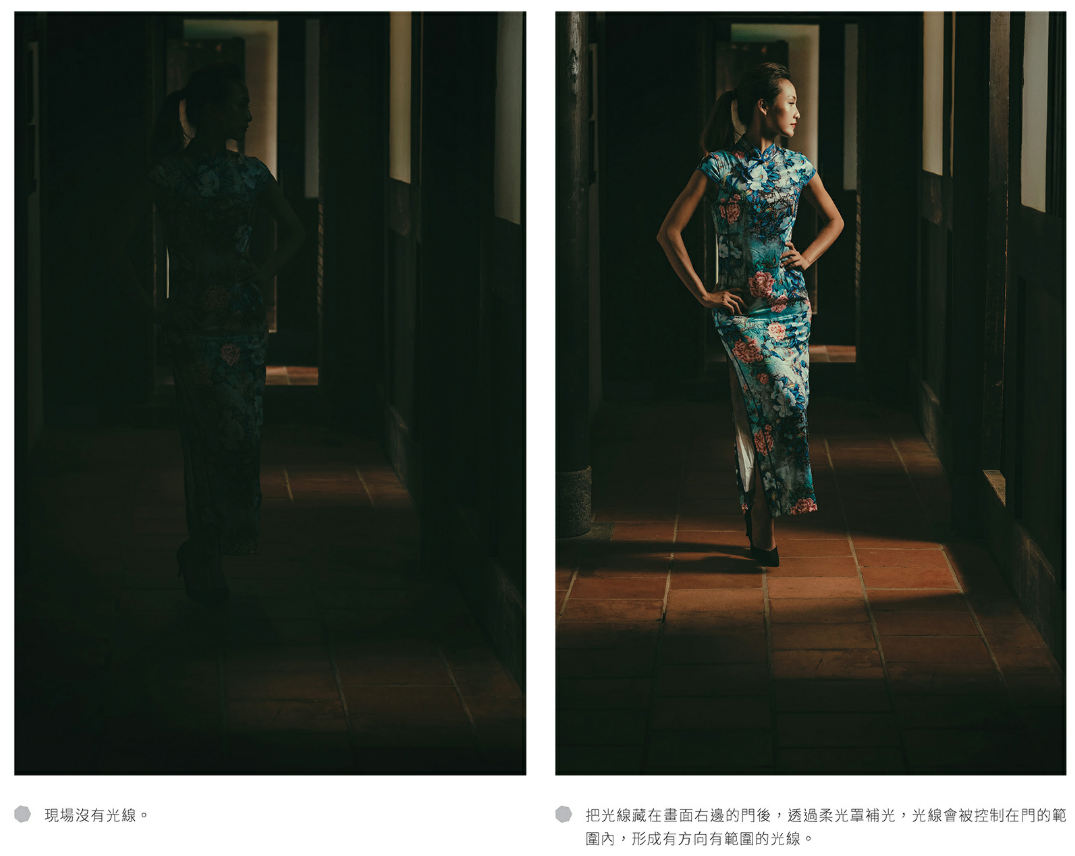 現場沒有光線。
把光線藏在畫面右邊的門後，透過柔光罩補光，光線會被控制在門的範
圍內，形成有方向有範圍的光線。